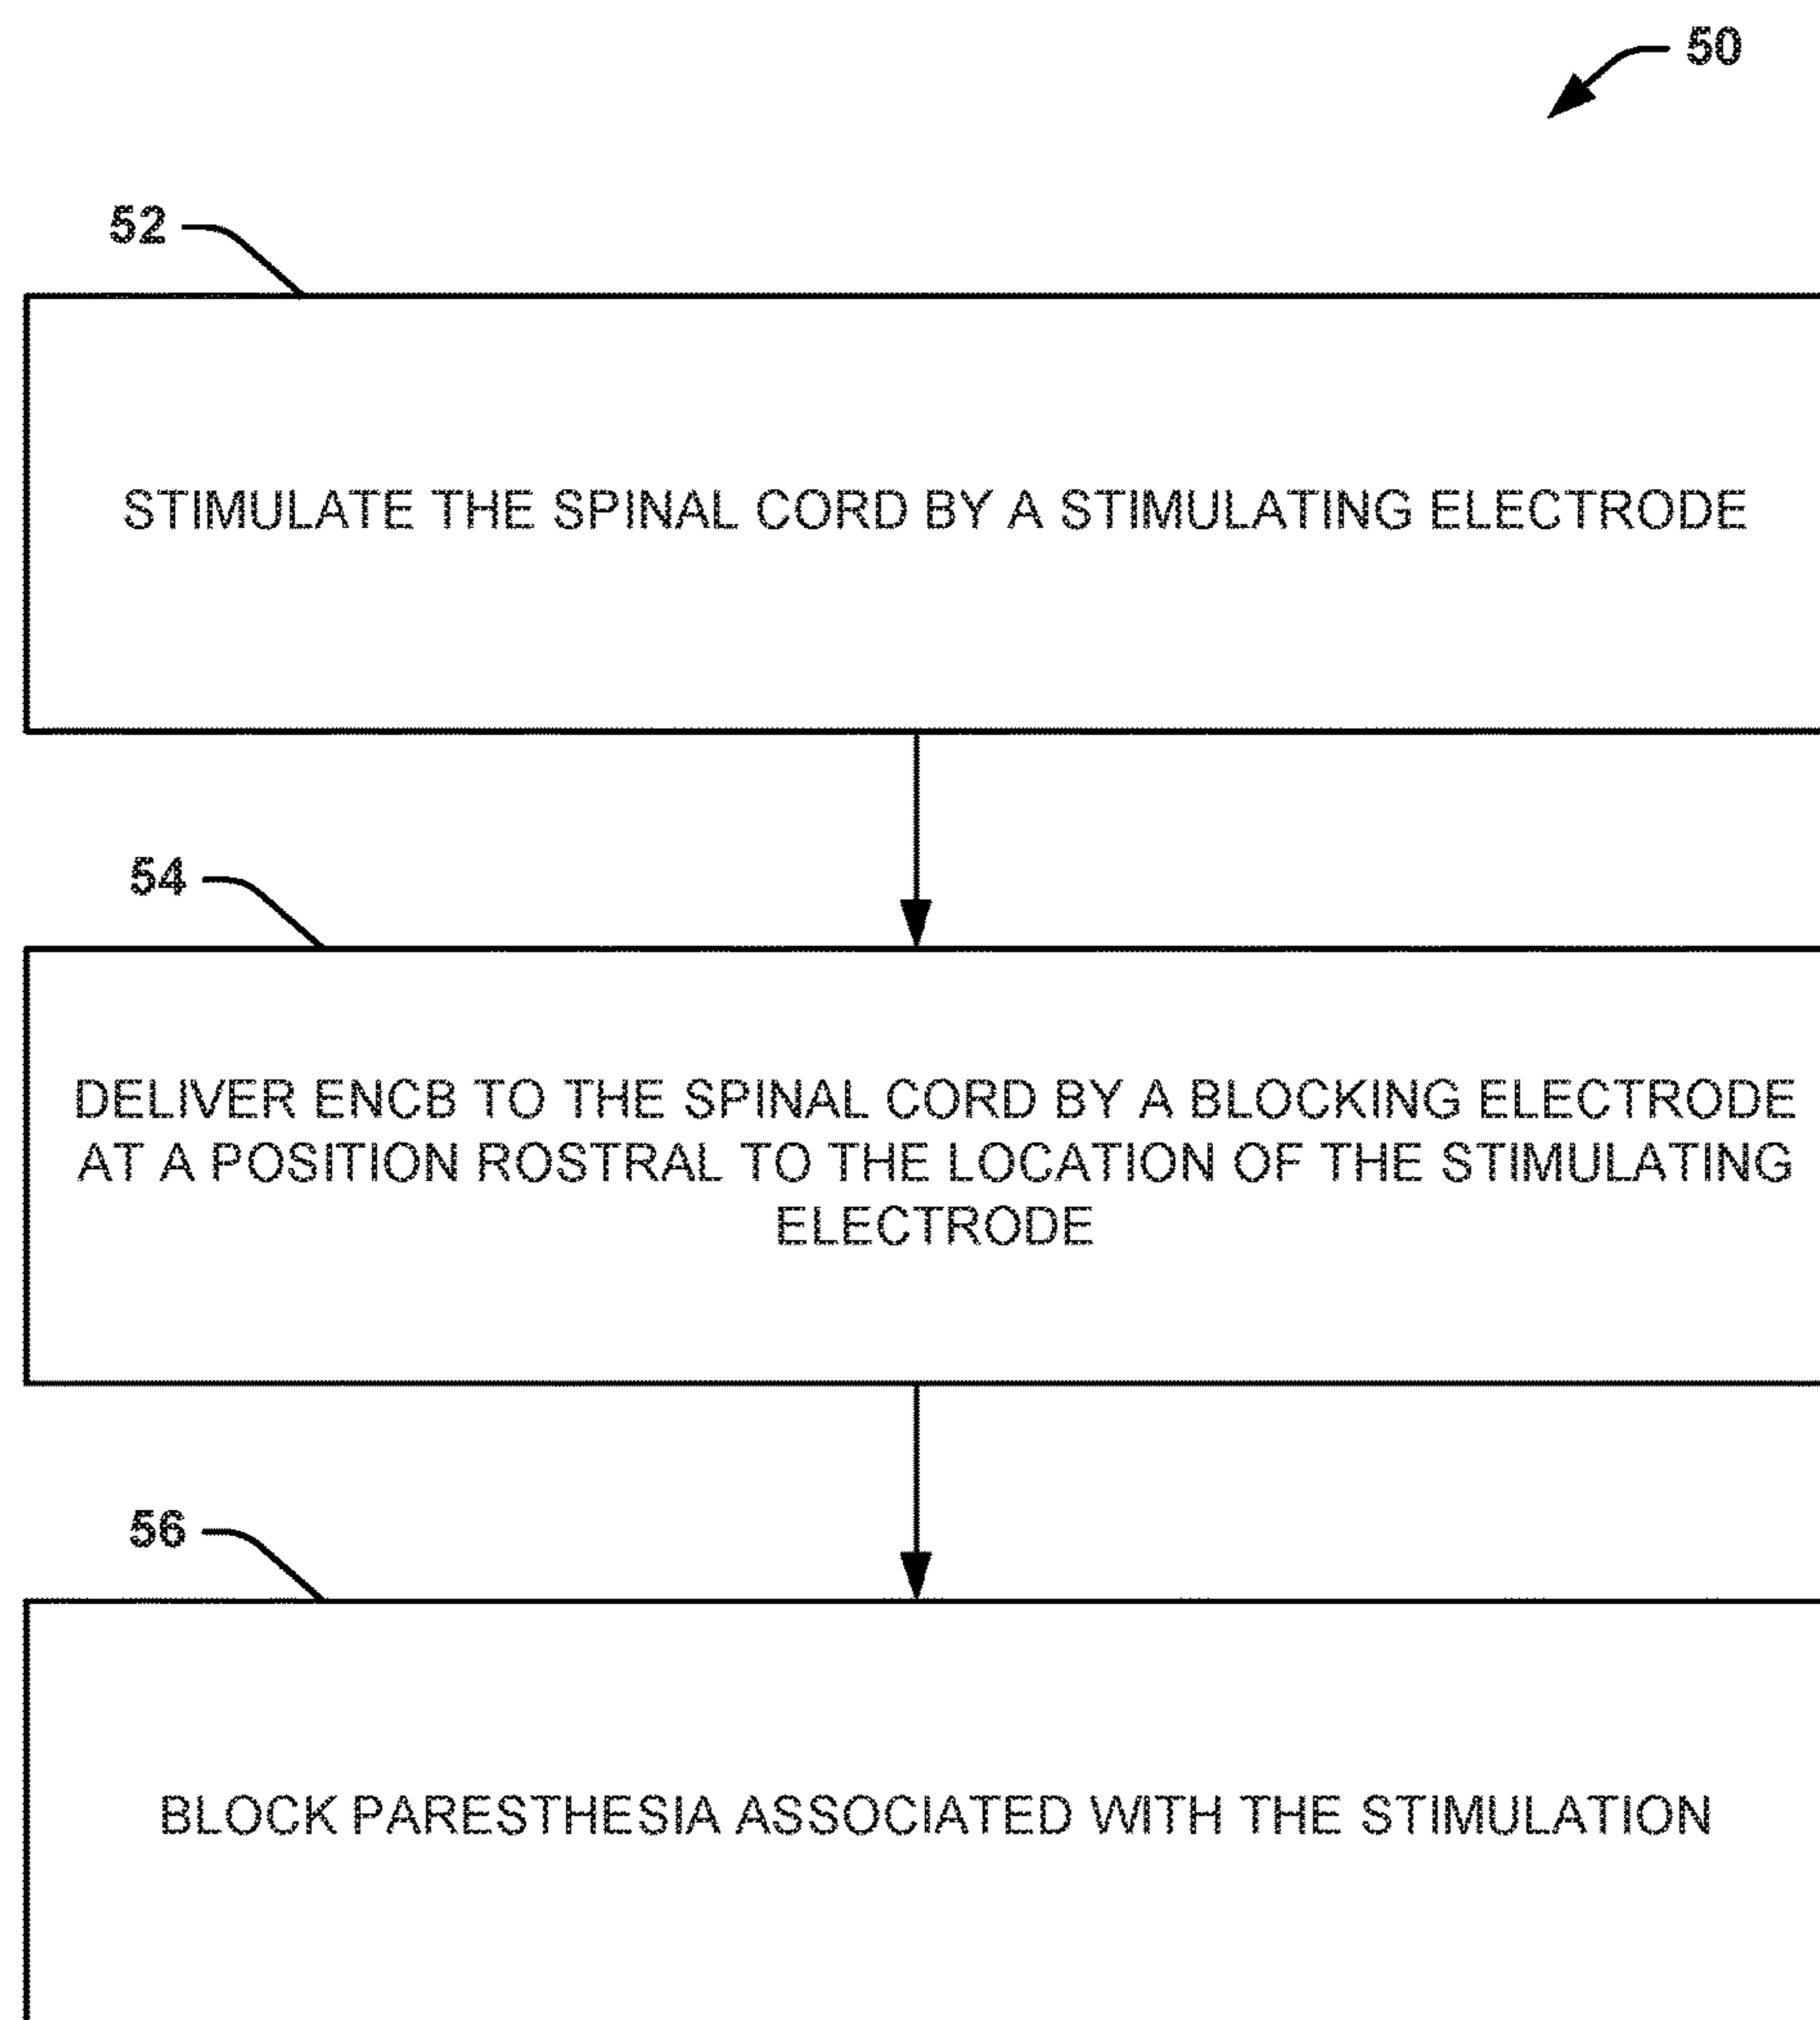 50
52
STIMULATE THE SPINAL CORD BY A STIMULATING ELECTRODE
54
DELIVER ENCB TO THE SPINAL CORD BY A BLOCKING ELECTRODE
AT A POSITION ROSTRAL TO THE LOCATION OF THE STIMULATING
ELECTRODE
56
BLOCK PARESTHESIA ASSOCIATED WITH THE STIMULATION